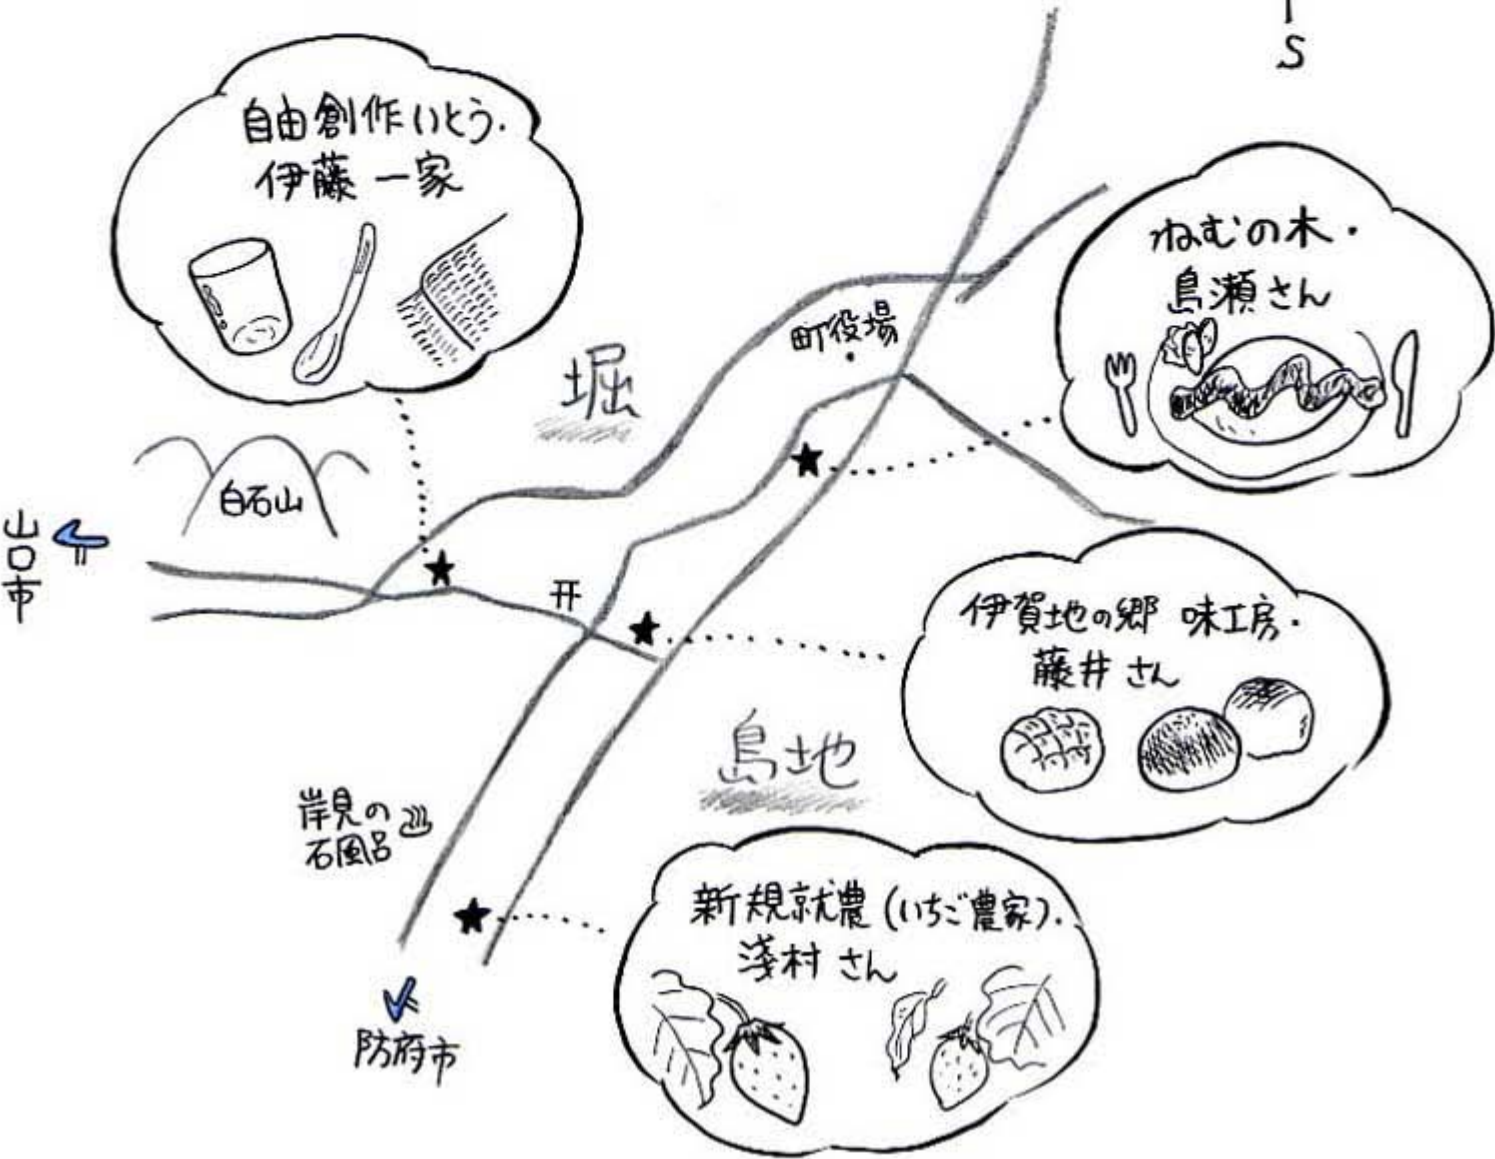 S
自由創作いとう・
伊藤 一家
ねむの木・
島瀬さん
町役場
堀
白石山
山口市
伊賀地の郷 味工房・
藤井さん
島地
岸見の
石風呂
新規就農(いちご農家)・
淺村さん
防府市